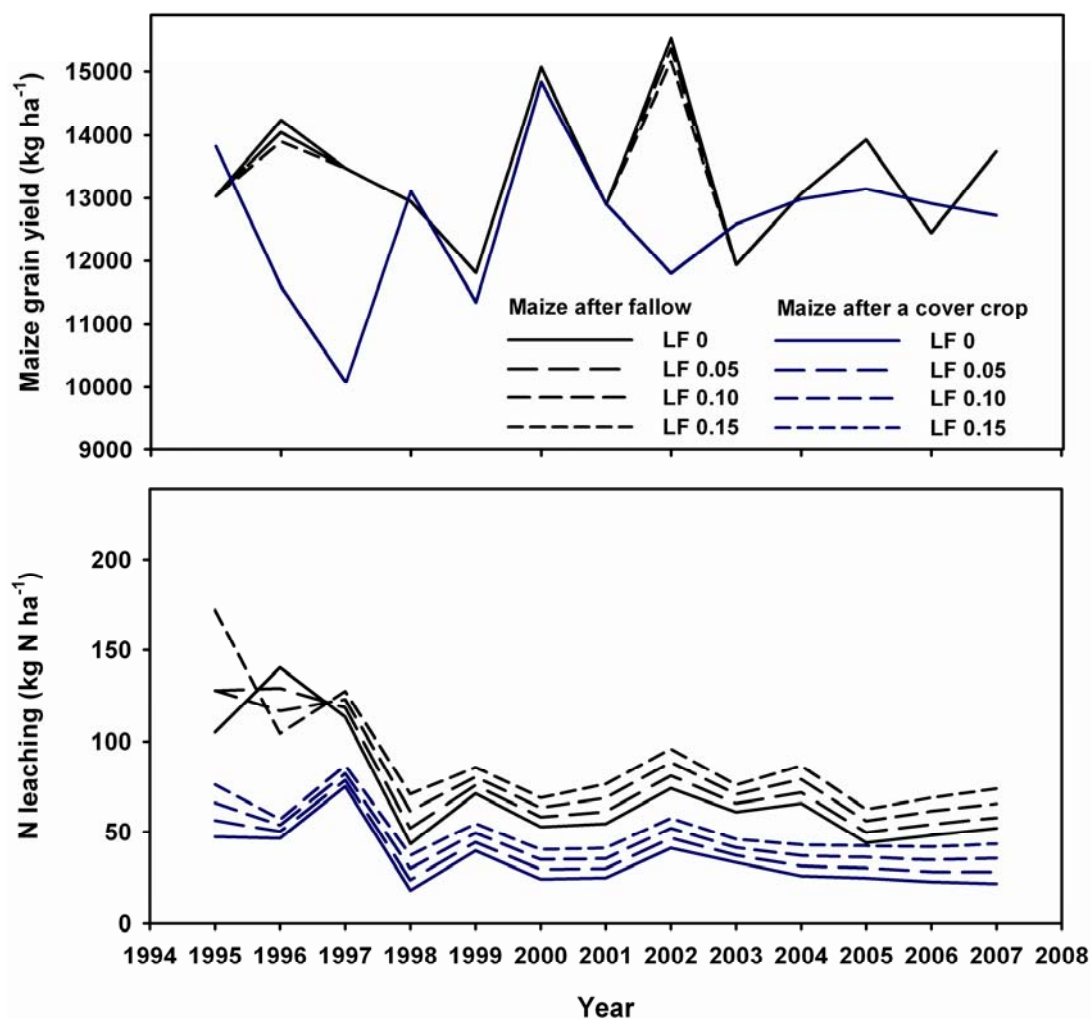 Maize grain yield (kg ha⁻¹)
15000
14000
13000
12000
11000
10000
9000
Maize after fallow
LF 0
LF 0.05
LF 0.10
LF 0.15
Maize after a cover crop
LF 0
LF 0.05
LF 0.10
LF 0.15
N leaching (kg N ha⁻¹)
200
150
100
50
0
1994 1995 1996 1997 1998 1999 2000 2001 2002 2003 2004 2005 2006 2007 2008
Year